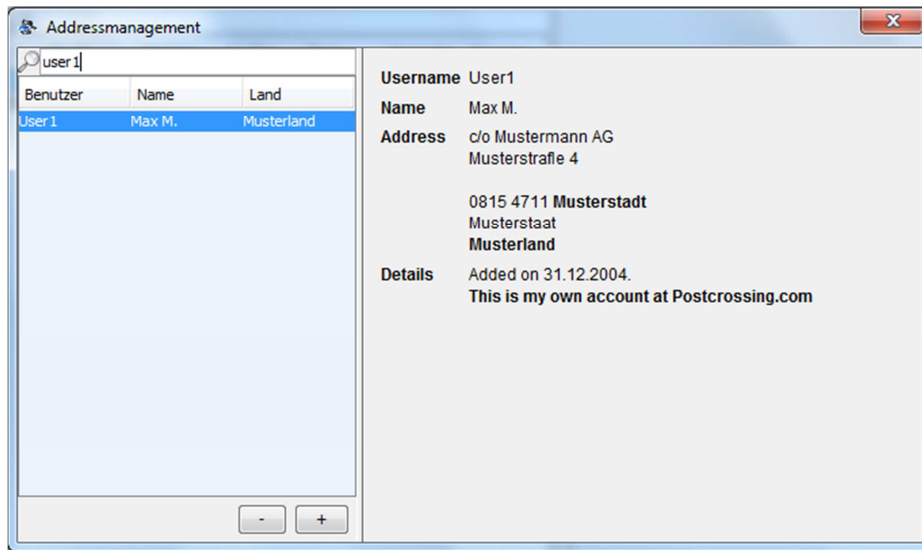 Addressmanagement
user1
Benutzer Name Land
User1 Max M. Musterland
- +
Username User1
Name Max M.
Address c/o Mustermann AG
Musterstrafle 4
0815 4711 Musterstadt
Musterstaat
Musterland
Details Added on 31.12.2004.
This is my own account at Postcrossing.com